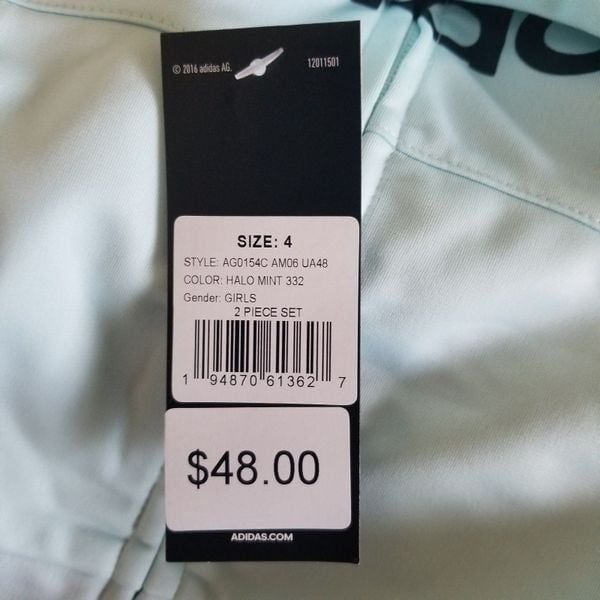 © 2016 adidas AG.
12011501
SIZE: 4
STYLE: AG0154C AM06 UA48
COLOR: HALO MINT 332
Gender: GIRLS
2 PIECE SET
1 94870 61362 7
$48.00
ADIDAS.COM